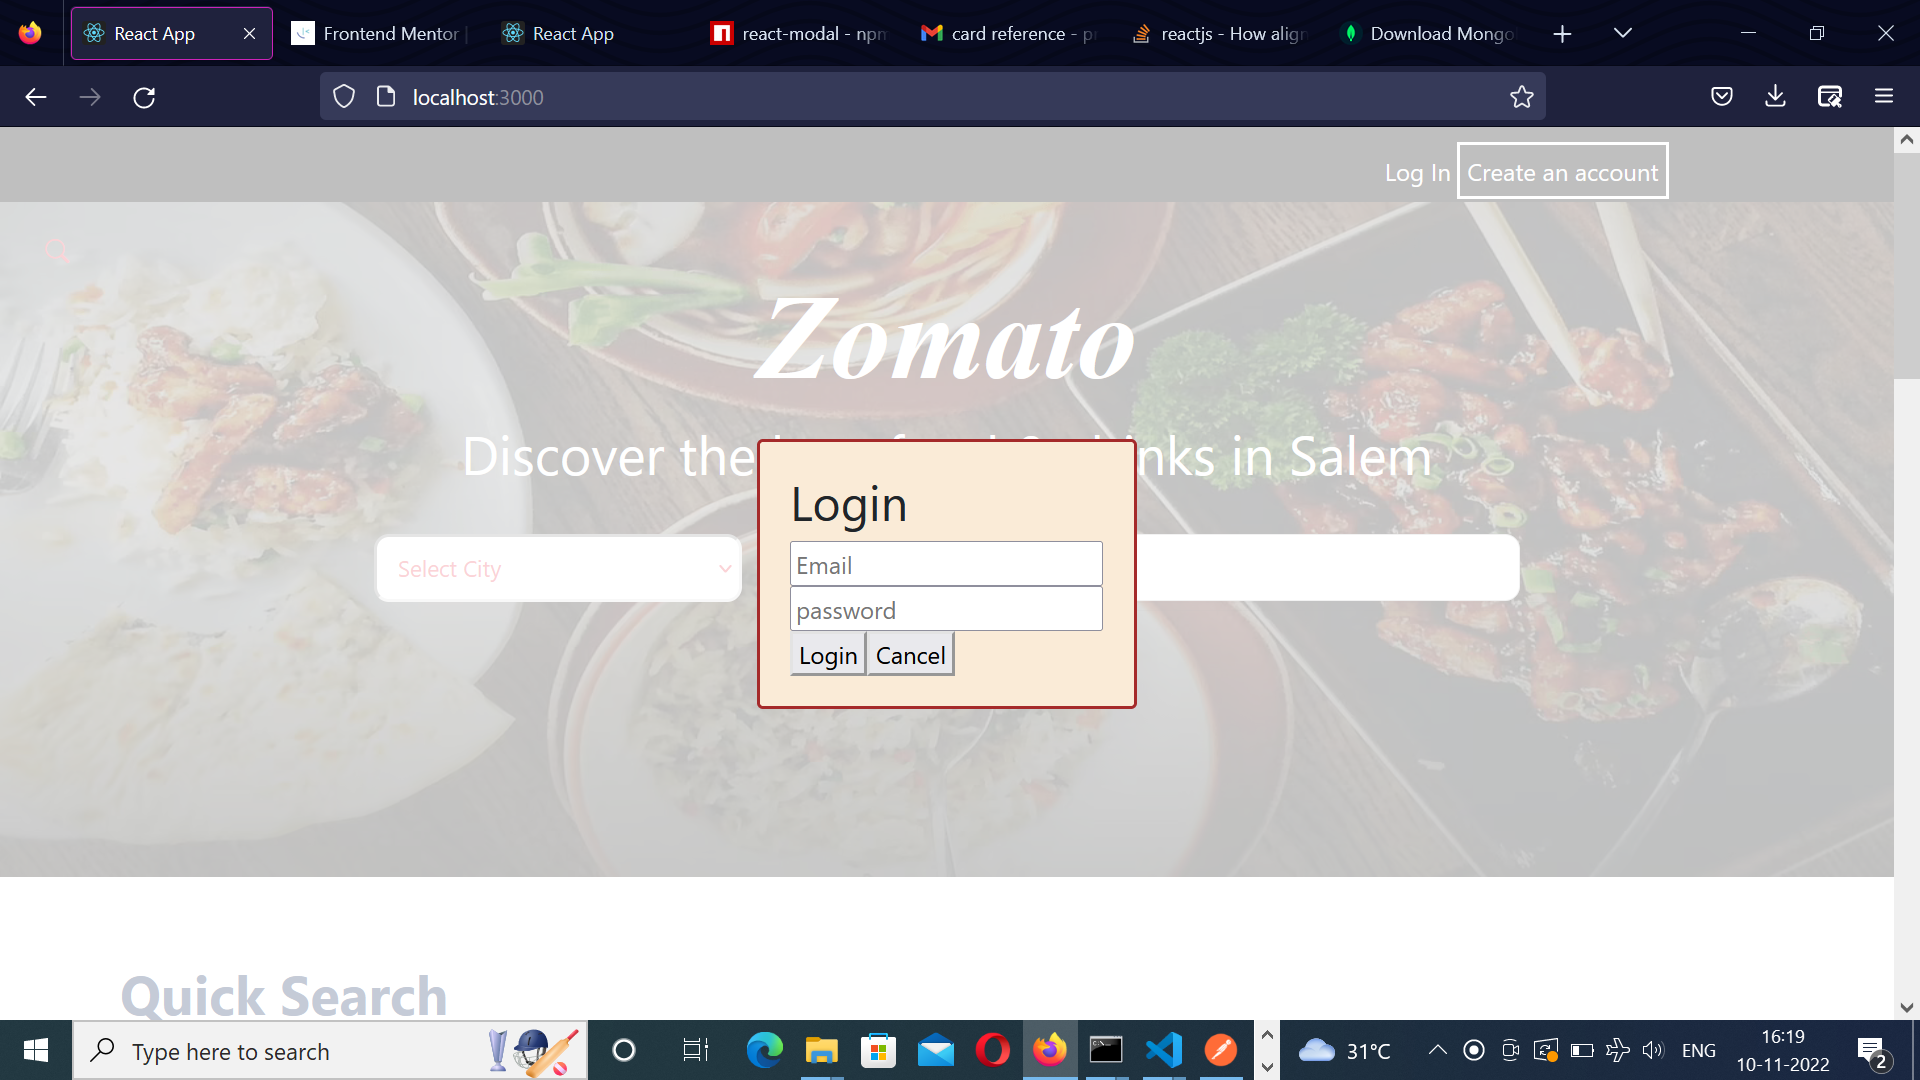 React App
Frontend Mentor |
React App
react-modal - npm
card reference - pr
reactjs - How align
Download Mongo
localhost:3000
Log In
Create an account
Zomato
Discover the nks in Salem
Login
Select City
Email
password
Login Cancel
Quick Search
Type here to search
31°C
ENG
16:19
10-11-2022
2